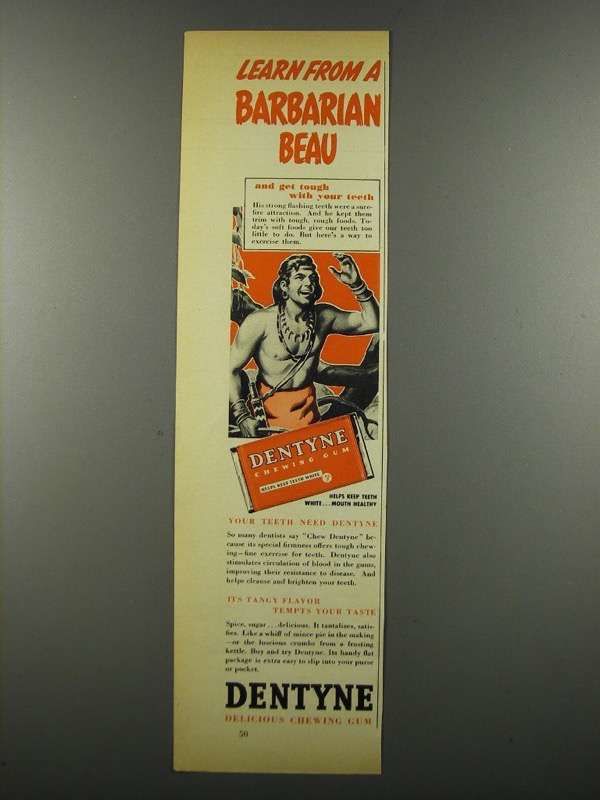 LEARN FROM A
BARBARIAN
BEAU
and get tough
with your teeth
His strong flashing teeth were a sure-
fire attraction. And he kept them
trim with tough, rough foods. To-
day's soft foods give our teeth too
little to do. But here's a way to
exercise them.
DENTYNE
CHEWING GUM
HELPS KEEP TEETH WHITE
HELPS KEEP TEETH
WHITE...MOUTH HEALTHY
YOUR TEETH NEED DENTYNE
So many dentists say "Chew Dentyne" be-
cause its special firmness offers tough chew-
ing—fine exercise for teeth. Dentyne also
stimulates circulation of blood in the gums,
improving their resistance to disease. And
helps cleanse and brighten your teeth.
ITS TANGY FLAVOR
TEMPTS YOUR TASTE
Spice, sugar...delicious. It tantalizes, satis-
fies. Like a whiff of mince pie in the making
—or the luscious crumbs from a frosting
kettle. Buy and try Dentyne. Its handy flat
package is extra easy to slip into your purse
or pocket.
DENTYNE
DELICIOUS CHEWING GUM
50